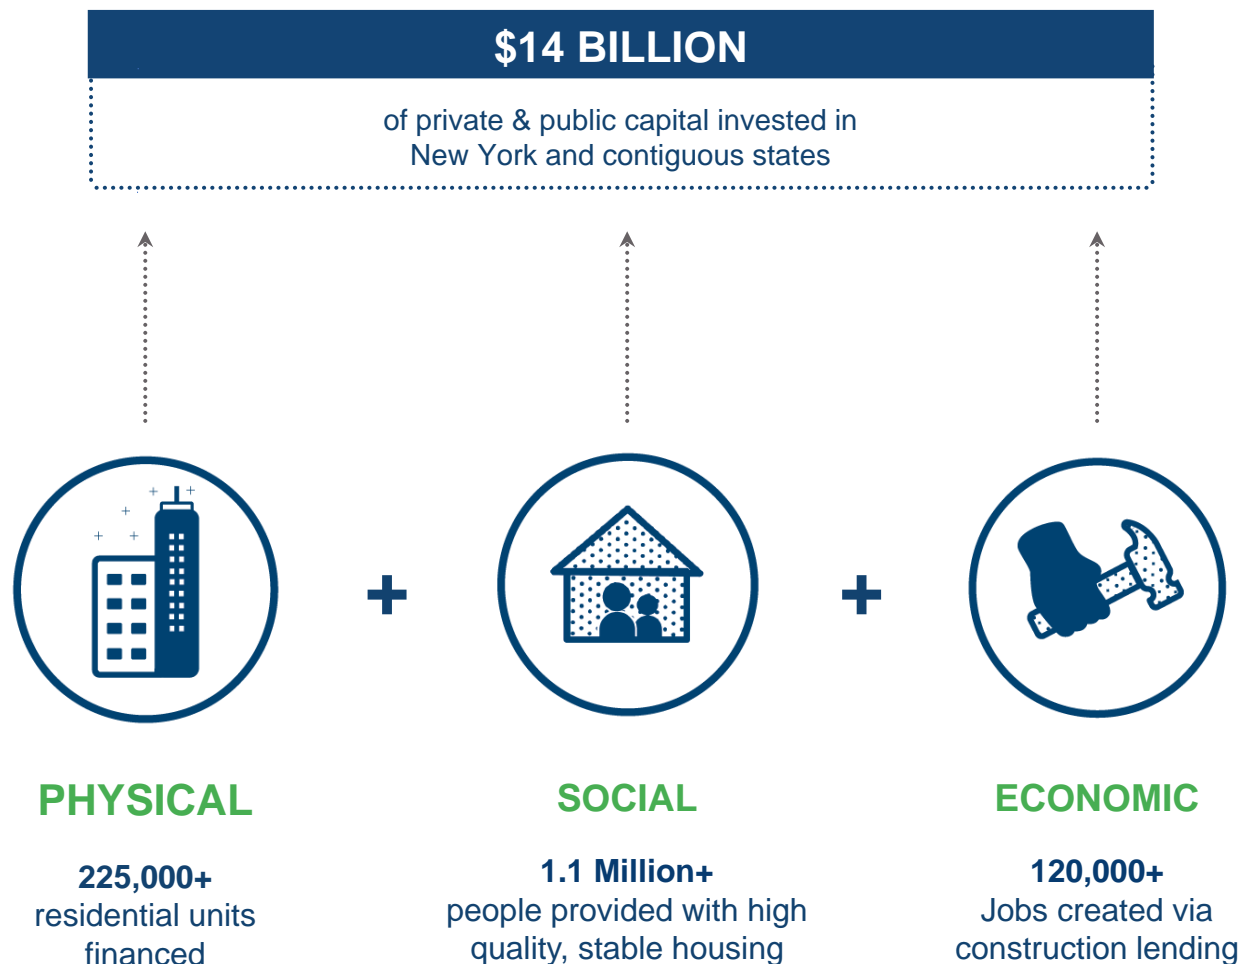 $14 BILLION
of private & public capital invested in
New York and contiguous states
PHYSICAL
225,000+
residential units
financed
SOCIAL
1.1 Million+
people provided with high
quality, stable housing
ECONOMIC
120,000+
Jobs created via
construction lending